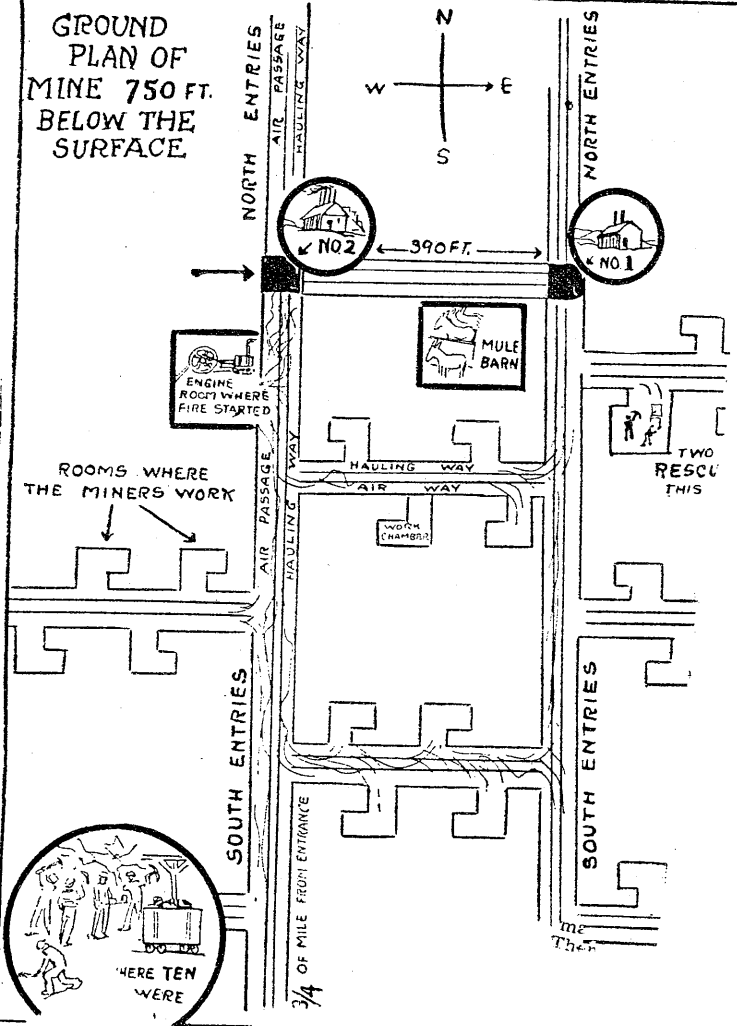 GROUND
PLAN OF
MINE 750 FT.
BELOW THE
SURFACE
NORTH ENTRIES
AIR PASSAGE
HAULING WAY
N
W
E
S
NORTH ENTRIES
NO.2
390 FT.
NO.1
ENGINE
ROOM WHERE
FIRE STARTED
MULE
BARN
ROOMS WHERE
THE MINERS WORK
AIR PASSAGE
HAULING WAY
HAULING WAY
AIR WAY
WORK
CHAMBER
TWO
RESCU
THIS
SOUTH ENTRIES
SOUTH ENTRIES
3/4 OF MILE FROM ENTRANCE
HERE TEN
WERE
me
Ther